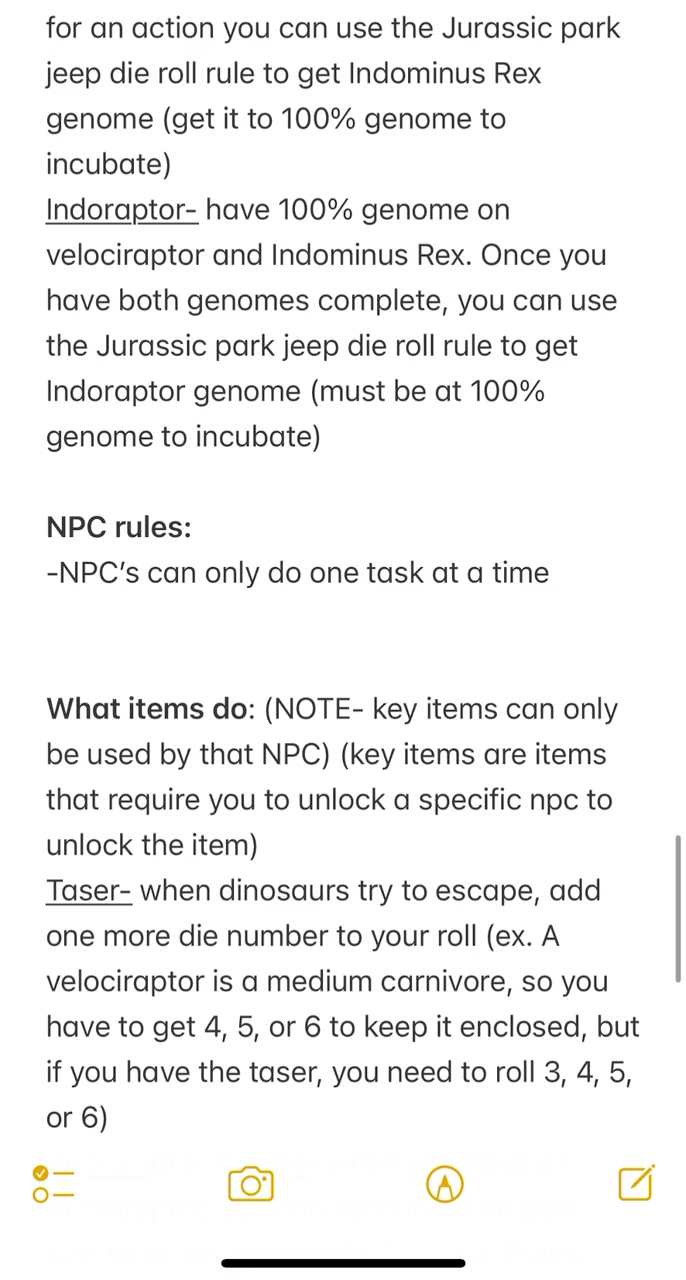 for an action you can use the Jurassic park
jeep die roll rule to get Indominus Rex
genome (get it to 100% genome to
incubate)
Indoraptor- have 100% genome on
velociraptor and Indominus Rex. Once you
have both genomes complete, you can use
the Jurassic park jeep die roll rule to get
Indoraptor genome (must be at 100%
genome to incubate)
NPC rules:
-NPC's can only do one task at a time
What items do: (NOTE- key items can only
be used by that NPC) (key items are items
that require you to unlock a specific npc to
unlock the item)
Taser- when dinosaurs try to escape, add
one more die number to your roll (ex. A
velociraptor is a medium carnivore, so you
have to get 4, 5, or 6 to keep it enclosed, but
if you have the taser, you need to roll 3, 4, 5,
or 6)